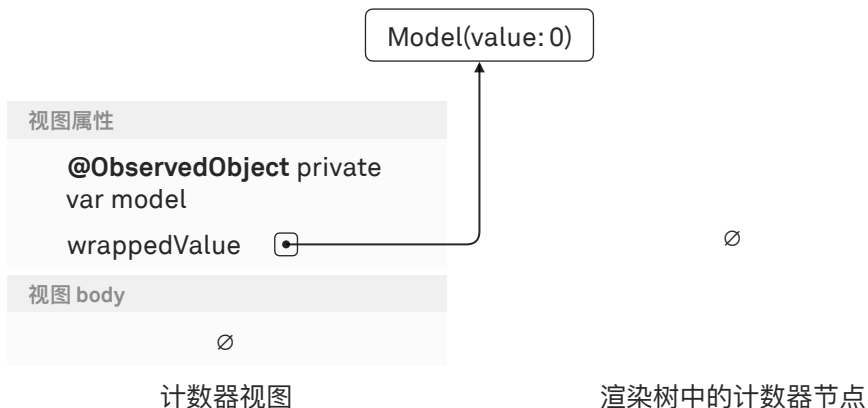 Model(value: 0)
视图属性
@ObservedObject private
var model
wrappedValue
∅
视图 body
∅
计数器视图
渲染树中的计数器节点